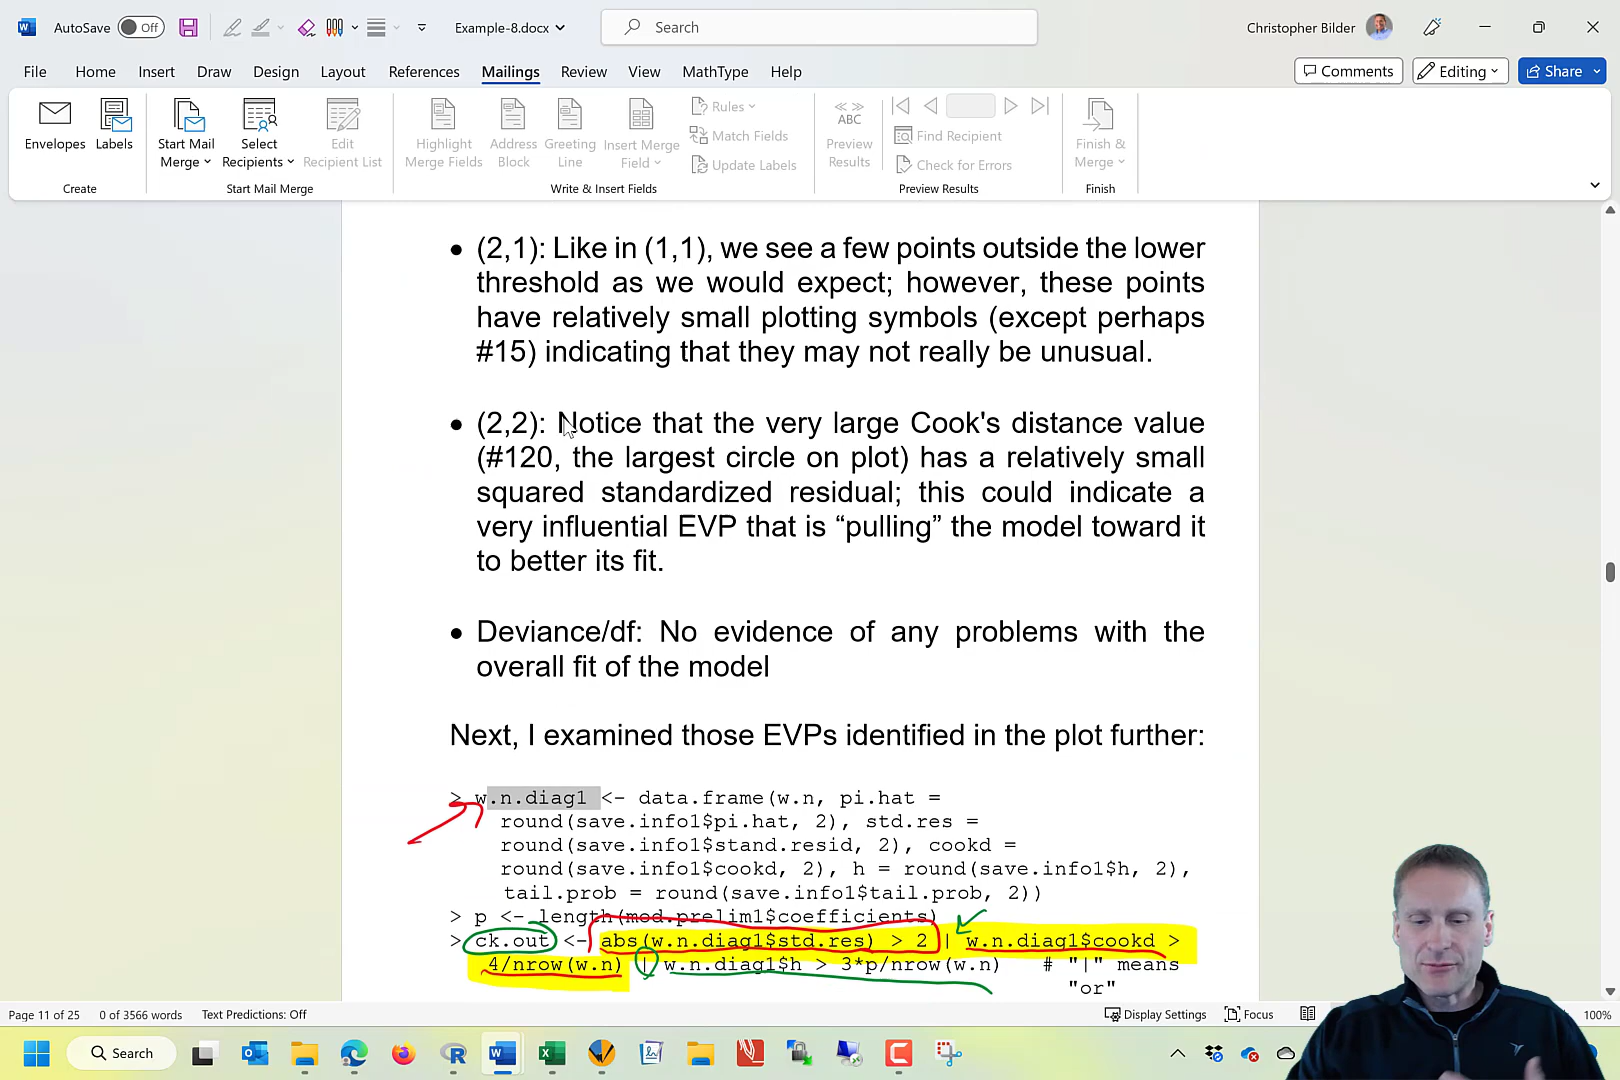 AutoSave Off Example-8.docx Search Christopher Bilder
File Home Insert Draw Design Layout References Mailings Review View MathType Help Comments Editing Share
Envelopes Labels Start Mail Merge Select Recipients Edit Recipient List Highlight Merge Fields Address Block Greeting Line Insert Merge Field Rules Match Fields Update Labels ABC Preview Results Find Recipient Check for Errors Finish & Merge
Create Start Mail Merge Write & Insert Fields Preview Results Finish
• (2,1): Like in (1,1), we see a few points outside the lower
threshold as we would expect; however, these points
have relatively small plotting symbols (except perhaps
#15) indicating that they may not really be unusual.
• (2,2): Notice that the very large Cook's distance value
(#120, the largest circle on plot) has a relatively small
squared standardized residual; this could indicate a
very influential EVP that is “pulling” the model toward it
to better its fit.
• Deviance/df: No evidence of any problems with the
overall fit of the model
Next, I examined those EVPs identified in the plot further:
> w.n.diag1 <- data.frame(w.n, pi.hat =
round(save.info1$pi.hat, 2), std.res =
round(save.info1$stand.resid, 2), cookd =
round(save.info1$cookd, 2), h = round(save.info1$h, 2),
tail.prob = round(save.info1$tail.prob, 2))
> p <- length(mod.prelim1$coefficients)
> ck.out <- abs(w.n.diag1$std.res) > 2 | w.n.diag1$cookd >
4/nrow(w.n) | w.n.diag1$h > 3*p/nrow(w.n) # "|" means
"or"
Page 11 of 25 0 of 3566 words Text Predictions: Off Display Settings Focus 100%
Search